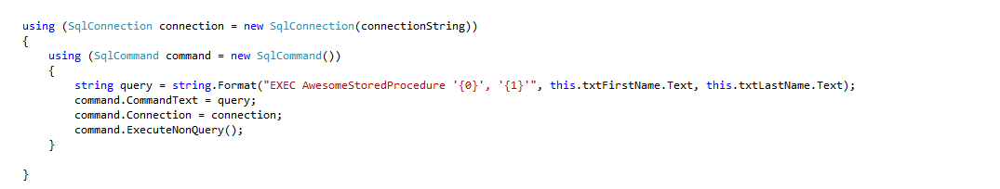 using (SqlConnection connection = new SqlConnection(connectionString))
{
using (SqlCommand command = new SqlCommand())
{
string query = string.Format("EXEC AwesomeStoredProcedure '{0}', '{1}'", this.txtFirstName.Text, this.txtLastName.Text);
command.CommandText = query;
command.Connection = connection;
command.ExecuteNonQuery();
}
}